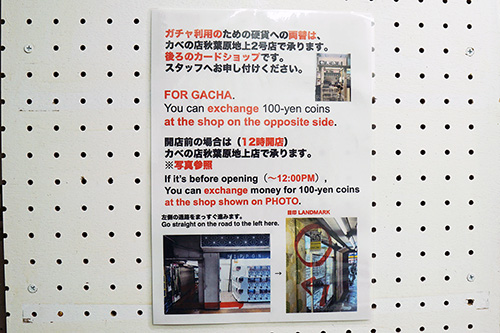 ガチャ利用のための硬貨への両替は、
カベの店秋葉原地上2号店で承ります。
後ろのカードショップです。
スタッフへお申し付けください。
FOR GACHA.
You can exchange 100-yen coins
at the shop on the opposite side.
開店前の場合は（12時開店）
カベの店秋葉原地上店で承ります。
※写真参照
If it's before opening（～12:00PM）,
You can exchange money for 100-yen coins
at the shop shown on PHOTO.
左側の道路をまっすぐ進みます。
Go straight on the road to the left here.
目印 LANDMARK
→